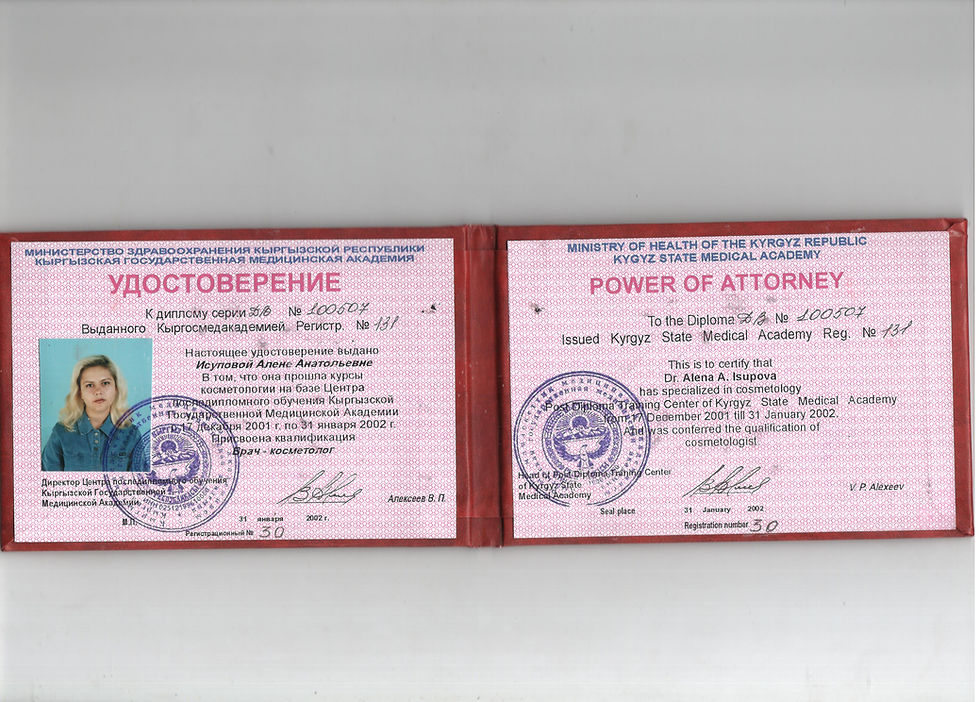 МИНИСТЕРСТВО ЗДРАВООХРАНЕНИЯ КЫРГЫЗСКОЙ РЕСПУБЛИКИ
КЫРГЫЗСКАЯ ГОСУДАРСТВЕННАЯ МЕДИЦИНСКАЯ АКАДЕМИЯ
УДОСТОВЕРЕНИЕ
К диплому серии ДВ № 100507
Выданного Кыргосмедакадемией Регистр. № 131
Настоящее удостоверение выдано
Исуповой Алене Анатольевне
В том, что она прошла курсы
косметологии на базе Центра
последипломного обучения Кыргызской
Государственной Медицинской Академии
с 17 декабря 2001 г. по 31 января 2002 г.
Присвоена квалификация
Врач - косметолог
Директор Центра последипломного обучения
Кыргызской Государственной
Медицинской Академии
Алексеев В. П.
М.П.
31 января 2002 г.
Регистрационный № 30
MINISTRY OF HEALTH OF THE KYRGYZ REPUBLIC
KYGYZ STATE MEDICAL ACADEMY
POWER OF ATTORNEY
To the Diploma ДВ № 100507
Issued Kyrgyz State Medical Academy Reg. № 131
This is to certify that
Dr. Alena A. Isupova
has specialized in cosmetology
Post Diploma Training Center of Kyrgyz State Medical Academy
from 17 December 2001 till 31 January 2002.
And was conferred the qualification of
cosmetologist
Head of Post Diploma Training Center
of Kyrgyz State
Medical Academy
V. P. Alexeev
Seal place
31 January 2002
Registration number 30